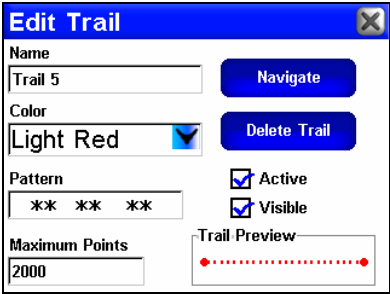 Edit Trail
Name
Trail 5
Navigate
Color
Light Red
Delete Trail
Pattern
** ** **
Active
Visible
Maximum Points
2000
Trail Preview